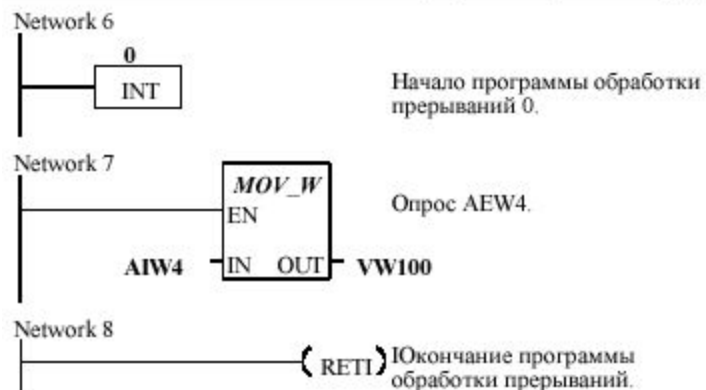 Network 6
0
INT
Начало программы обработки
прерываний 0.
Network 7
MOV_W
EN
Опрос AEW4.
AIW4 IN OUT VW100
Network 8
RETI Юкончание программы
обработки прерываний.